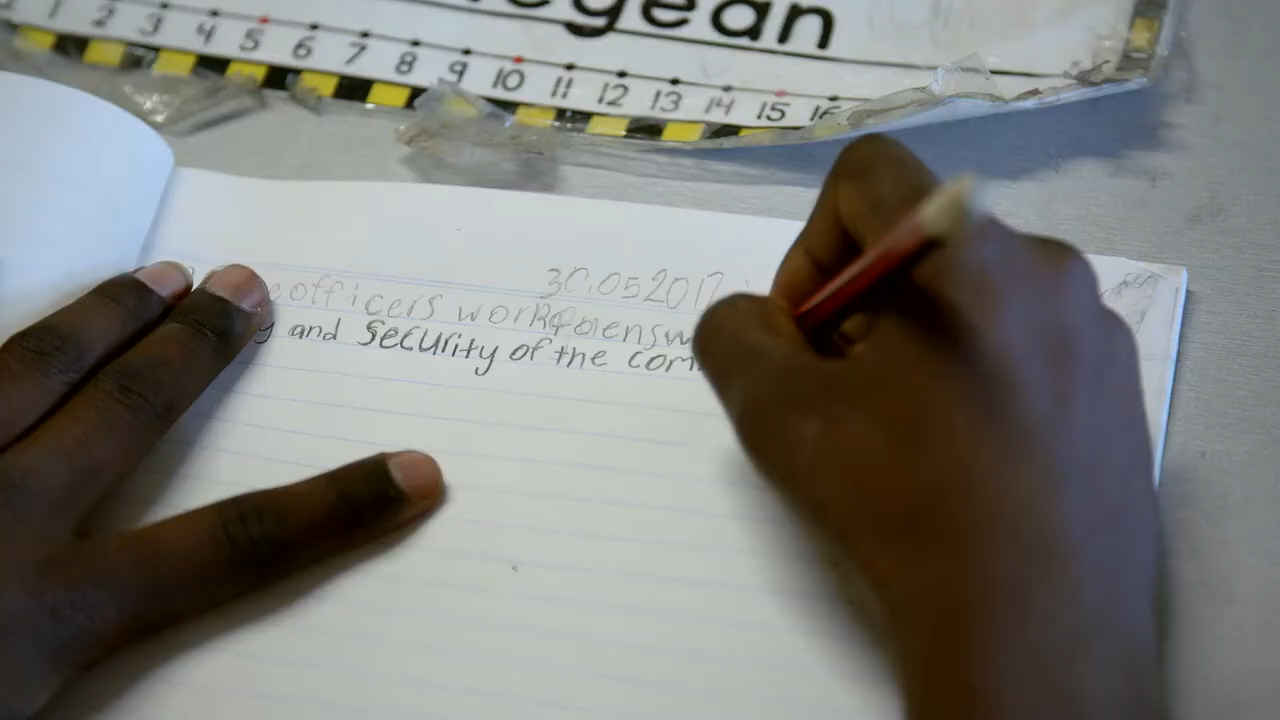 egean
1 2 3 4 5 6 7 8 9 10 11 12 13 14 15 16
30.05.2017
e officers work
y and security of the com